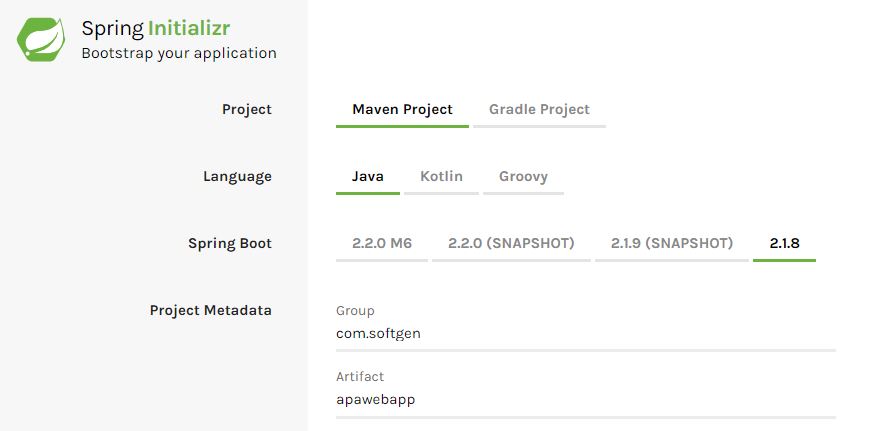 Spring Initializr
Bootstrap your application
Project
Maven Project Gradle Project
Language
Java Kotlin Groovy
Spring Boot
2.2.0 M6 2.2.0 (SNAPSHOT) 2.1.9 (SNAPSHOT) 2.1.8
Project Metadata
Group
com.softgen
Artifact
apawebapp